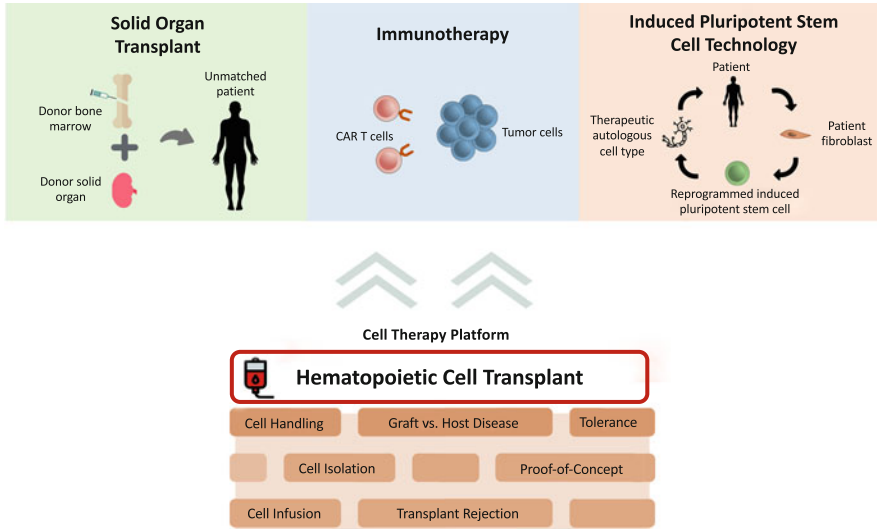 Solid Organ
Transplant
Donor bone
marrow
Donor solid
organ
Unmatched
patient
Immunotherapy
CAR T cells
Tumor cells
Induced Pluripotent Stem
Cell Technology
Patient
Patient
fibroblast
Reprogrammed induced
pluripotent stem cell
Therapeutic
autologous
cell type
Cell Therapy Platform
Hematopoietic Cell Transplant
Cell Handling
Graft vs. Host Disease
Tolerance
Cell Isolation
Proof-of-Concept
Cell Infusion
Transplant Rejection